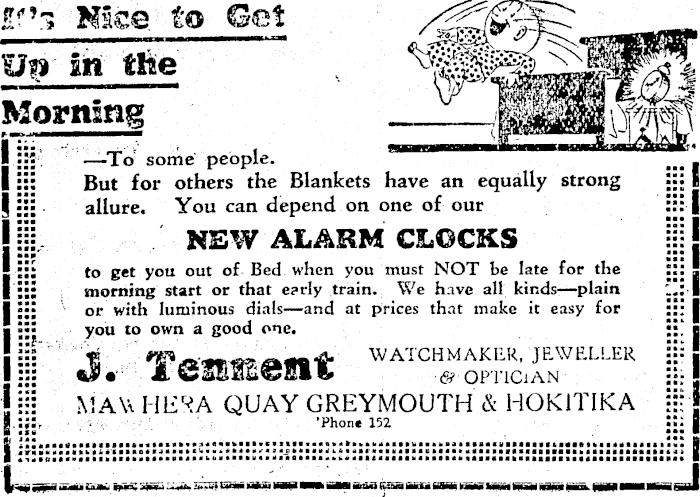 It's Nice to Get
Up in the
Morning
—To some people.
But for others the Blankets have an equally strong
allure. You can depend on one of our
NEW ALARM CLOCKS
to get you out of Bed when you must NOT be late for the
morning start or that early train. We have all kinds—plain
or with luminous dials—and at prices that make it easy for
you to own a good one.
J. Tennent
WATCHMAKER, JEWELLER
& OPTICIAN
MAWHERA QUAY GREYMOUTH & HOKITIKA
'Phone 152